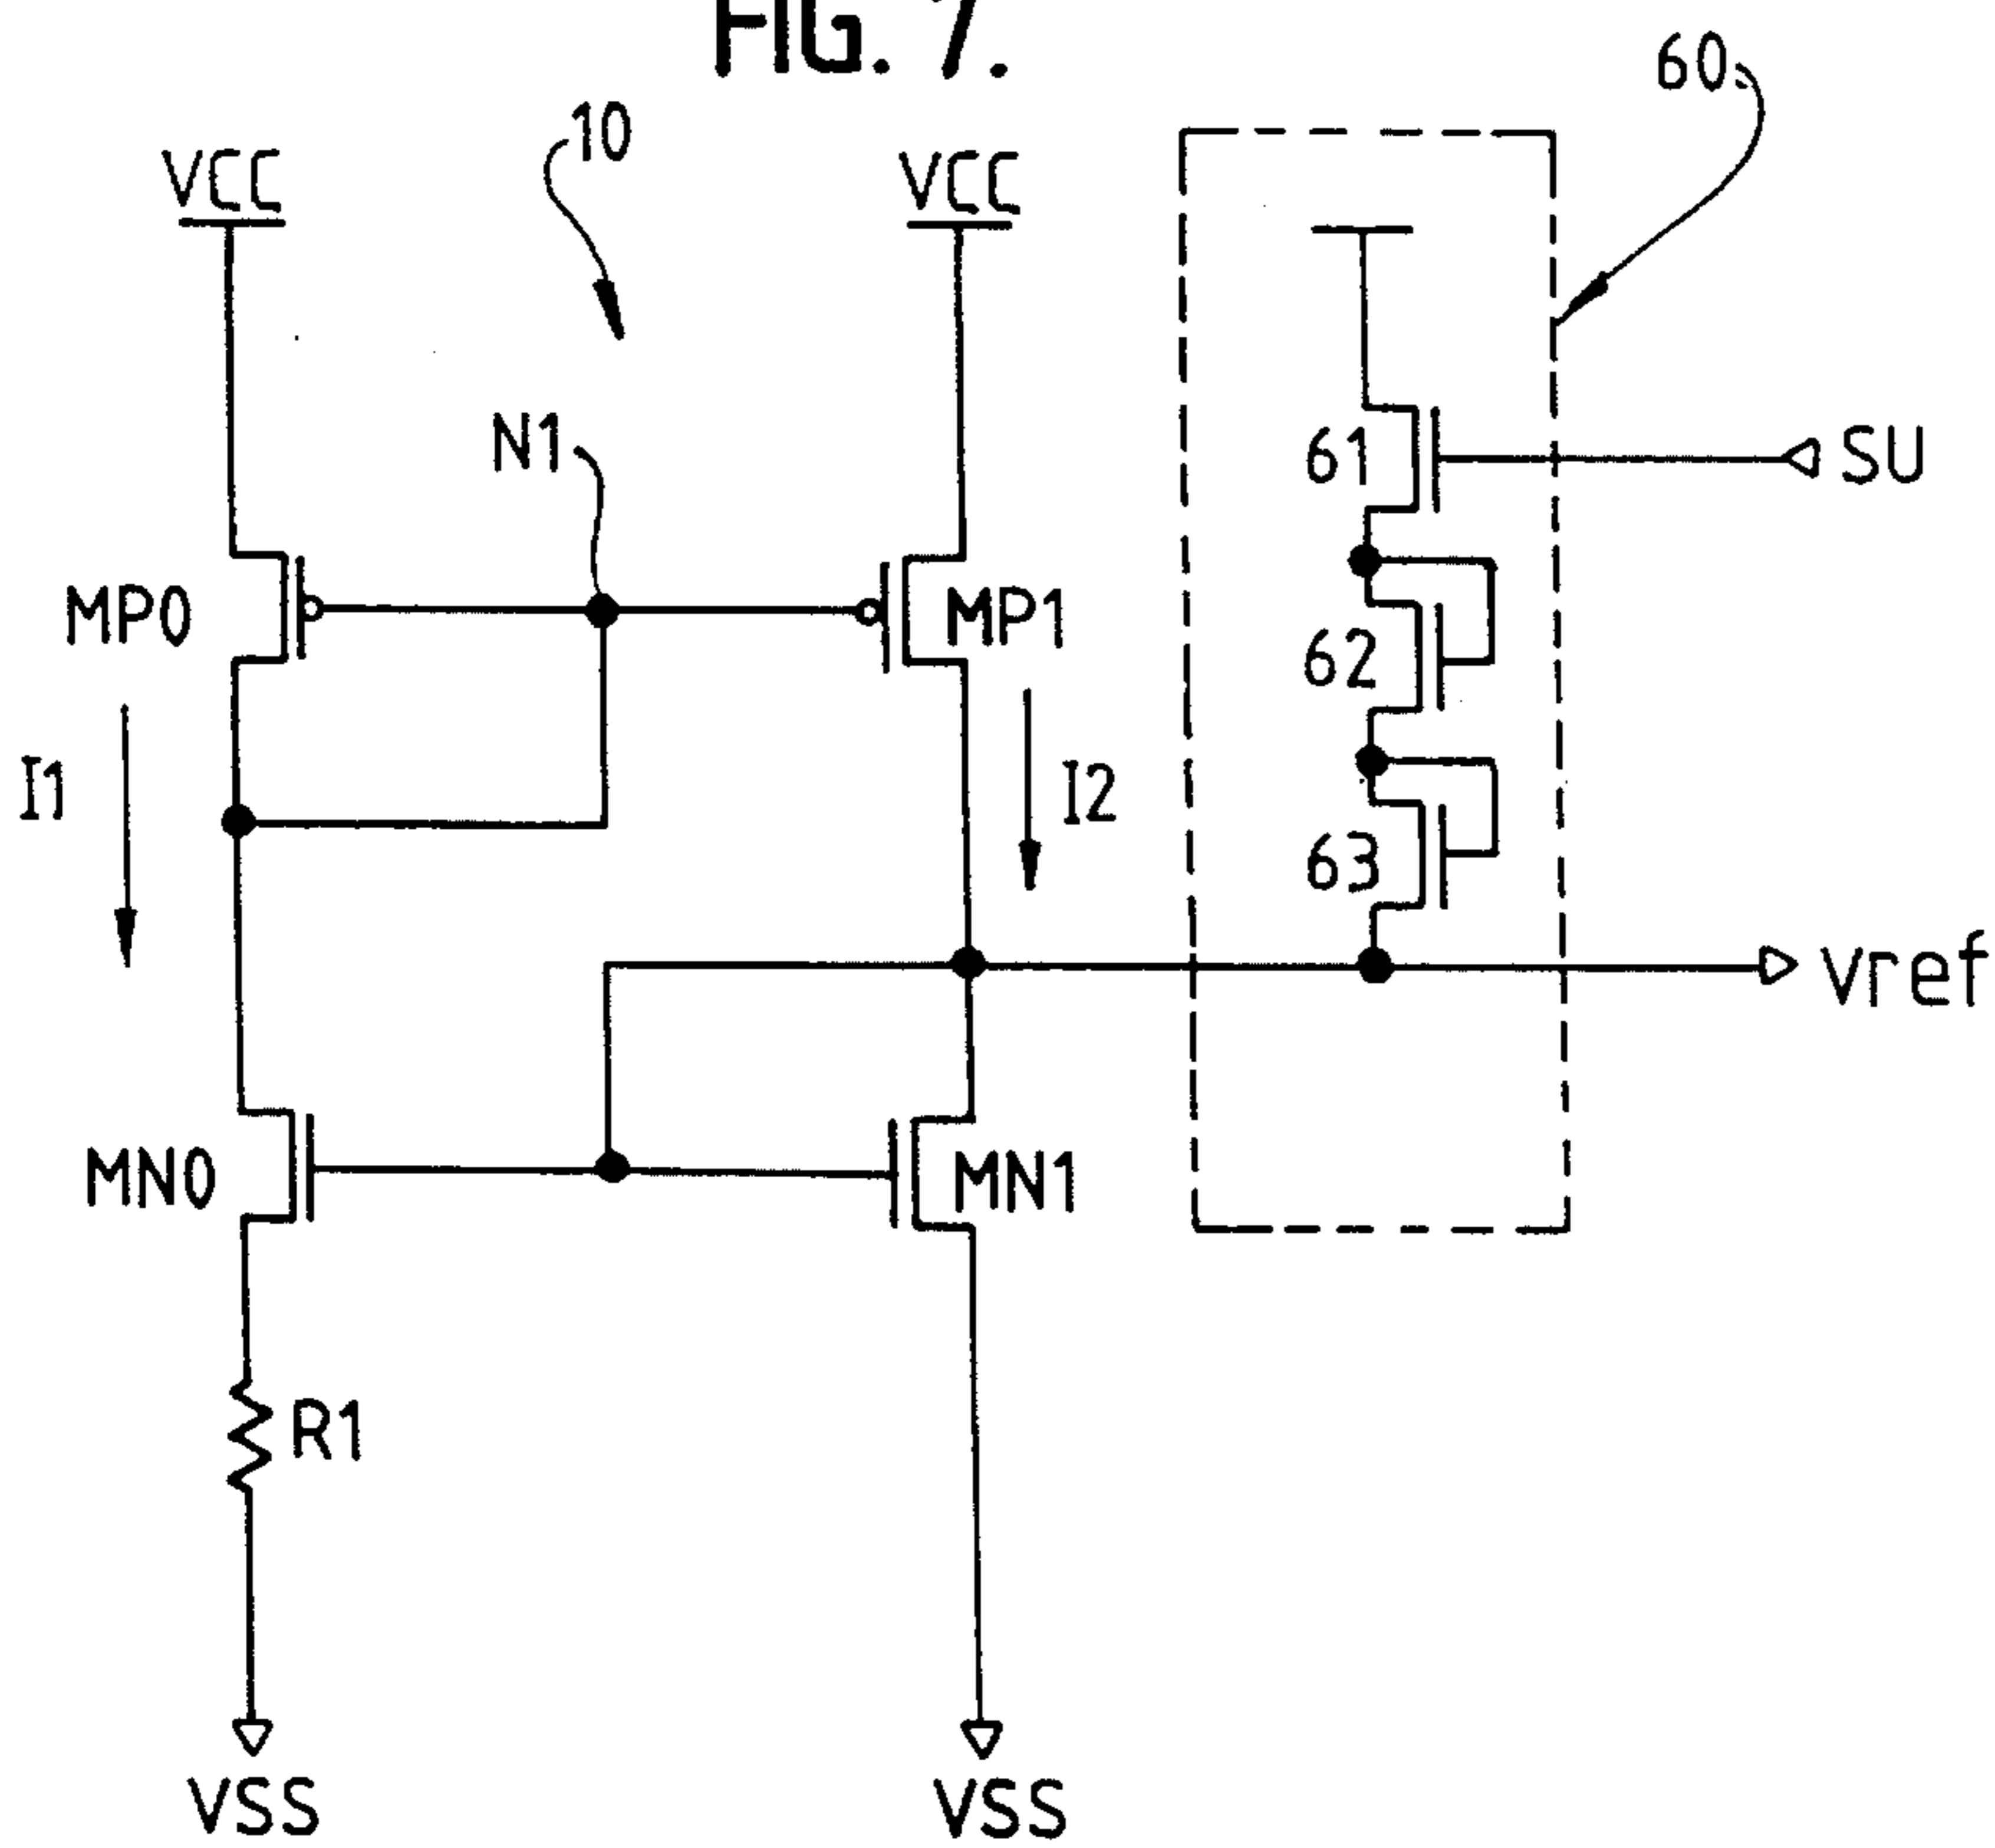 FIG. 7.
60
10
VCC
VCC
N1
61
SU
MP0
MP1
62
I1
I2
63
Vref
MN0
MN1
R1
VSS
VSS